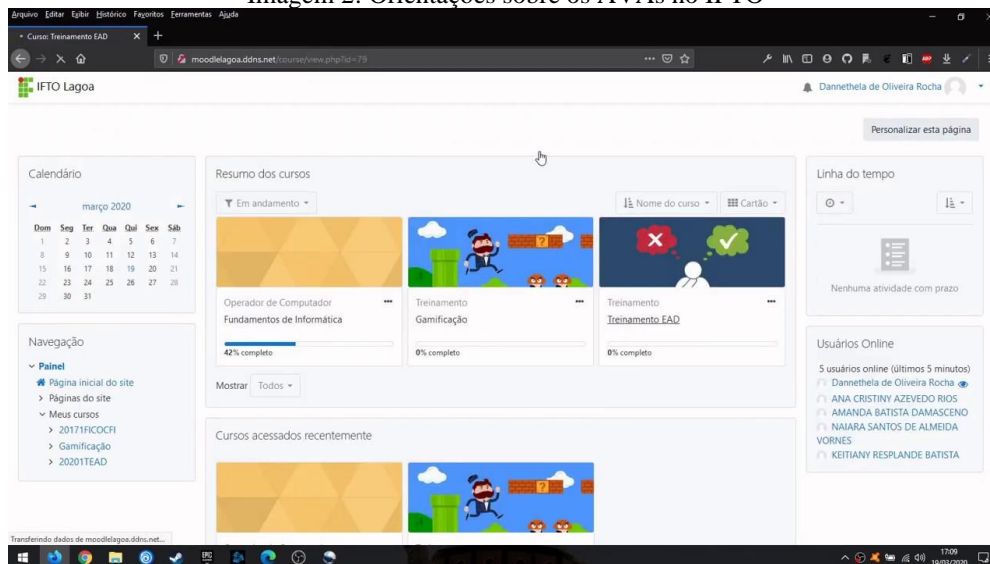 Imagem 2: Orientações sobre os AVAs no IFTO
Arquivo Editar Exibir Histórico Favoritos Ferramentas Ajuda
Curso: Treinamento EAD
moodlelagoa.ddns.net/course/view.php?id=79
IFTO Lagoa
Dannethela de Oliveira Rocha
Personalizar esta página
Calendário
março 2020
Dom Seg Ter Qua Qui Sex Sáb
1 2 3 4 5 6 7
8 9 10 11 12 13 14
15 16 17 18 19 20 21
22 23 24 25 26 27 28
29 30 31
Navegação
Painel
Página inicial do site
Páginas do site
Meus cursos
20171FICOCFI
Gamificação
20201TEAD
Resumo dos cursos
Em andamento
Nome do curso
Cartão
Operador de Computador
Fundamentos de Informática
42% completo
Treinamento
Gamificação
0% completo
Treinamento
Treinamento EAD
0% completo
Mostrar Todos
Cursos acessados recentemente
Linha do tempo
Nenhuma atividade com prazo
Usuários Online
5 usuários online (últimos 5 minutos)
Dannethela de Oliveira Rocha
ANA CRISTINY AZEVEDO RIOS
AMANDA BATISTA DAMASCENO
NAIARA SANTOS DE ALMEIDA
VORNES
KEITIANY RESPLANDE BATISTA
Transferindo dados de moodlelagoa.ddns.net...
17:09
19/03/2020